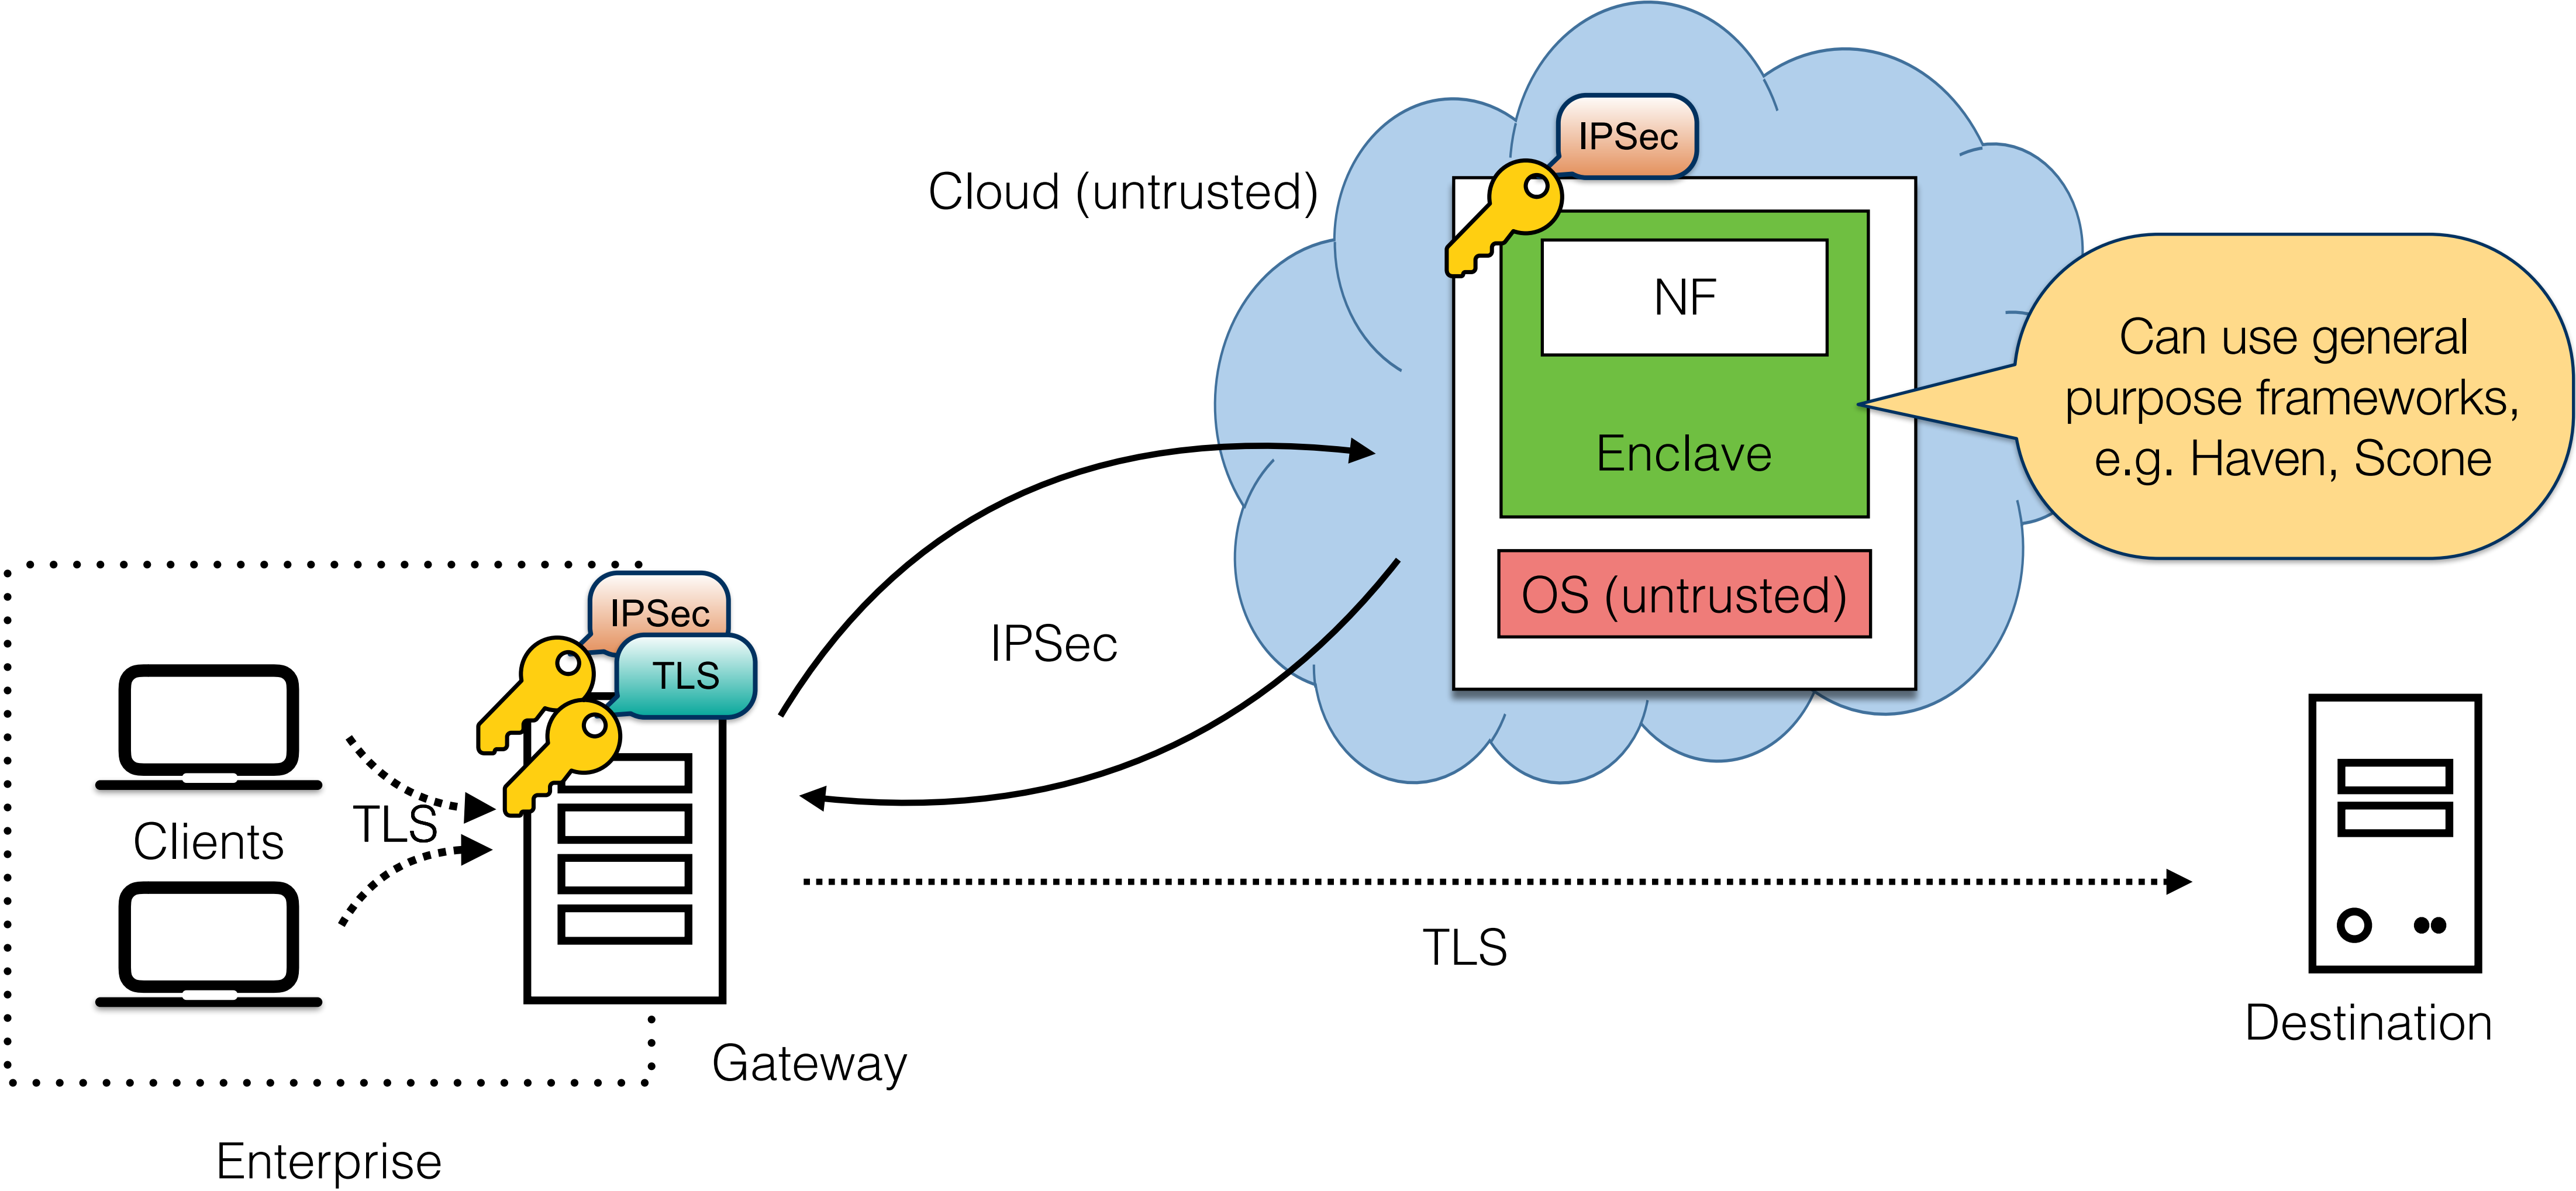 IPSec
Cloud (untrusted)
NF
Can use general
purpose frameworks,
e.g. Haven, Scone
Enclave
OS (untrusted)
IPSec
TLS
IPSec
TLS
Clients
TLS
Gateway
Destination
Enterprise